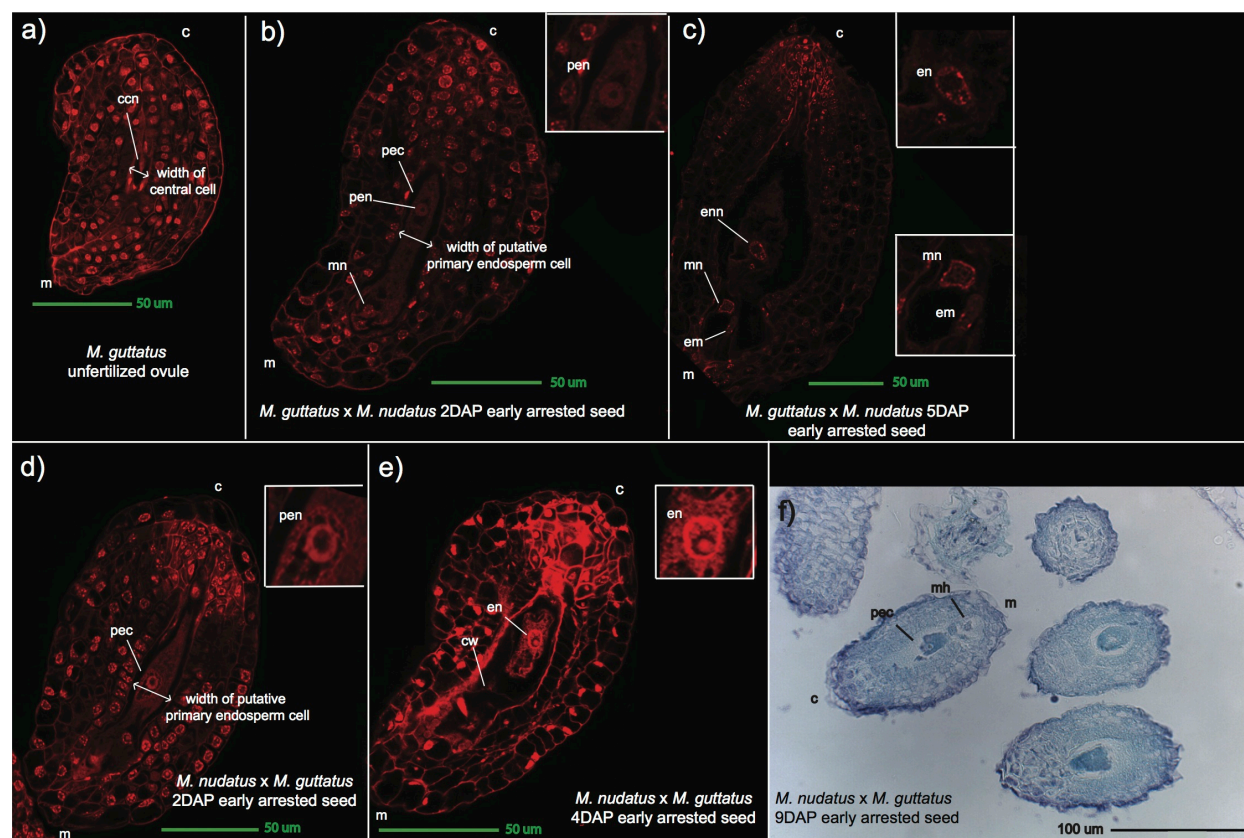 a)
c
ccn
width of
central cell
m
50 um
M. guttatus
unfertilized ovule
b)
c
pen
pec
pen
width of putative
primary endosperm cell
mn
m
50 um
M. guttatus x M. nudatus 2DAP early arrested seed
c)
c
en
enn
mn
mn
em
em
m
50 um
M. guttatus x M. nudatus 5DAP
early arrested seed
d)
c
pen
pec
width of putative
primary endosperm cell
M. nudatus x M. guttatus
2DAP early arrested seed
m
50 um
e)
c
en
en
cw
M. nudatus x M. guttatus
4DAP early arrested seed
m
50 um
f)
mh
m
pec
c
M. nudatus x M. guttatus
9DAP early arrested seed
100 um